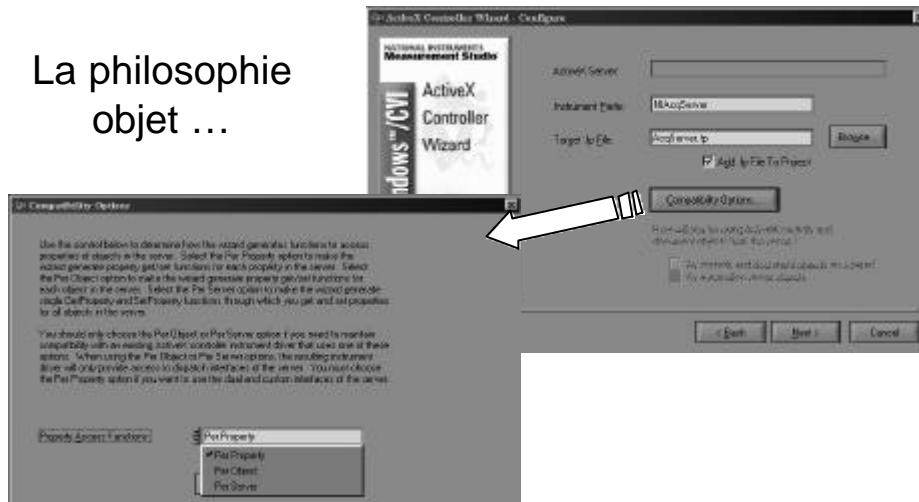 La philosophie
objet …
ActiveX Controller Wizard - Configure
NATIONAL INSTRUMENTS
Measurement Studio
ActiveX
Controller
Wizard
ndows™/CVI
ActiveX Server:
Instrument Prefix:
NIAcqServer
Target .fp File:
AcqServer.fp
Browse...
Add .fp File To Project
Compatibility Options...
< Back
Next >
Cancel
Compatibility Options
Use the control below to determine how the wizard generates functions to access
properties of objects in the server. Select the Per Property option to make the
wizard generate property get/set functions for each property in the server. Select
the Per Object option to make the wizard generate property get/set functions for
each object in the server. Select the Per Server option to make the wizard generate
single GetProperty and SetProperty functions through which you get and set properties
for all objects in the server.
You should only choose the Per Object or Per Server option if you need to maintain
compatibility with an existing ActiveX controller instrument driver that used one of these
options. When using the Per Object or Per Server options, the resulting instrument
driver will only provide access to dispatch interfaces of the server. You must choose
the Per Property option if you want to use the dual and custom interfaces of the server.
Property Access Functions:
Per Property
Per Property
Per Object
Per Server